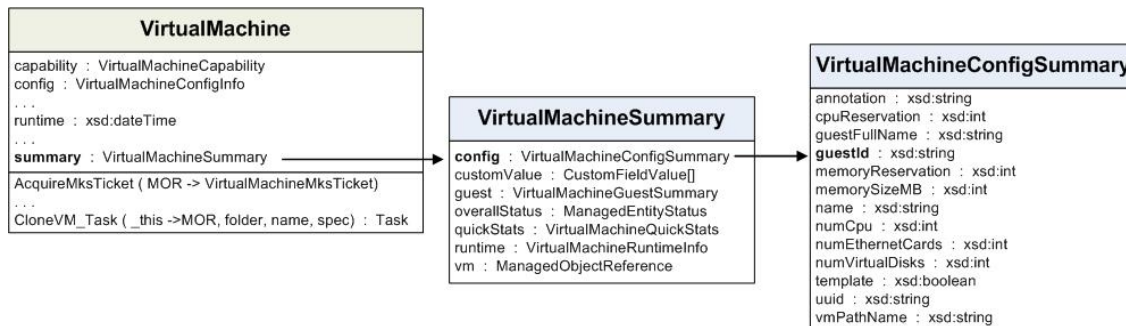 VirtualMachine
capability : VirtualMachineCapability
config : VirtualMachineConfigInfo
. . .
runtime : xsd:dateTime
. . .
summary : VirtualMachineSummary
AcquireMksTicket ( MOR -> VirtualMachineMksTicket)
. . .
CloneVM_Task ( _this ->MOR, folder, name, spec) : Task
VirtualMachineSummary
config : VirtualMachineConfigSummary
customValue : CustomFieldValue[]
guest : VirtualMachineGuestSummary
overallStatus : ManagedEntityStatus
quickStats : VirtualMachineQuickStats
runtime : VirtualMachineRuntimeInfo
vm : ManagedObjectReference
VirtualMachineConfigSummary
annotation : xsd:string
cpuReservation : xsd:int
guestFullName : xsd:string
guestId : xsd:string
memoryReservation : xsd:int
memorySizeMB : xsd:int
name : xsd:string
numCpu : xsd:int
numEthernetCards : xsd:int
numVirtualDisks : xsd:int
template : xsd:boolean
uuid : xsd:string
vmPathName : xsd:string